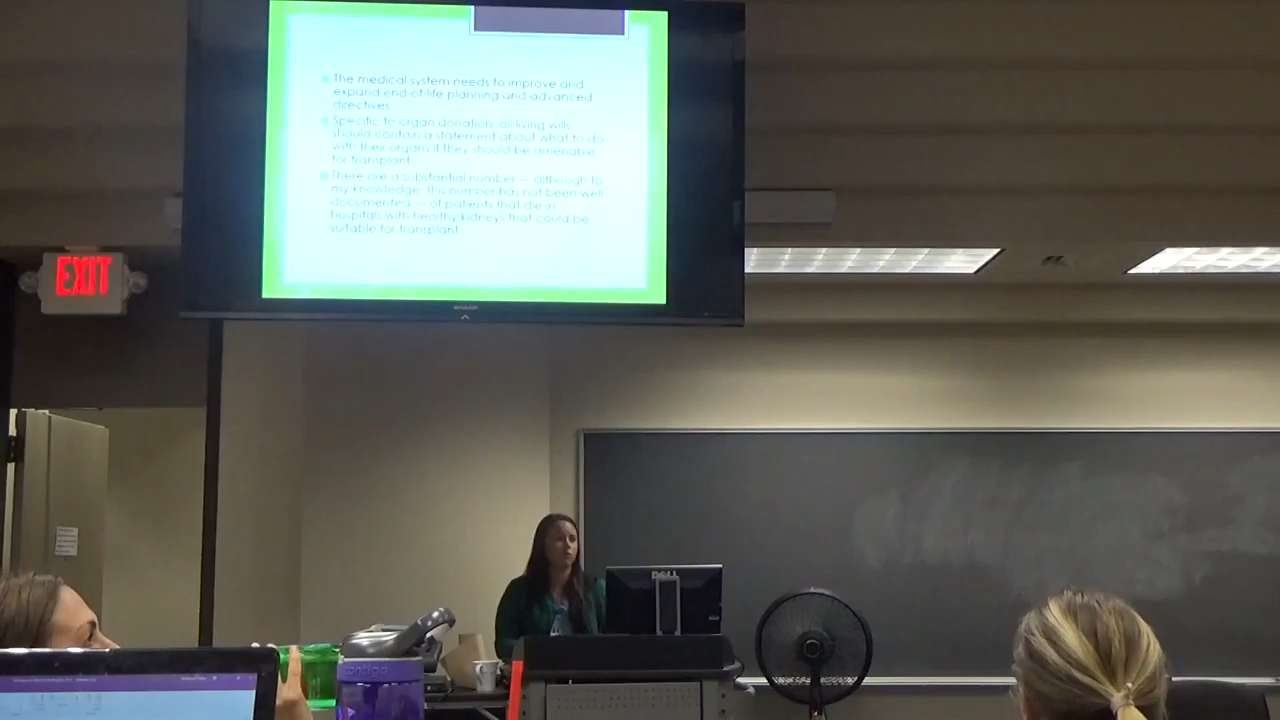 The medical system needs to improve and
expand end-of-life planning and advanced
directives.
Specific to organ donation, all living wills
should contain a statement about what to do
with their organs if they should be amenable
for transplant.
There are a substantial number — although to
my knowledge, this number has not been well
documented — of patients that die in
hospitals with healthy kidneys that could be
suitable for transplant.
SHARP
EXIT
DELL
contigo